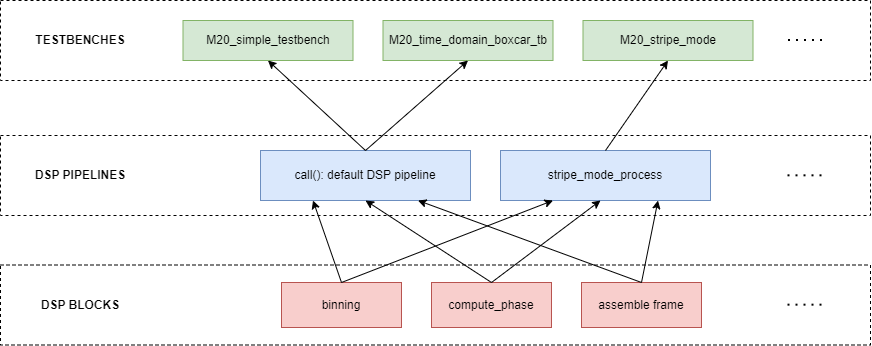 TESTBENCHES
M20_simple_testbench
M20_time_domain_boxcar_tb
M20_stripe_mode
.....
DSP PIPELINES
call(): default DSP pipeline
stripe_mode_process
.....
DSP BLOCKS
binning
compute_phase
assemble frame
.....